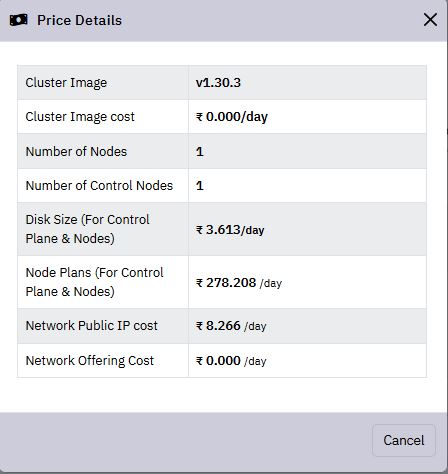 Price Details
Cluster Image v1.30.3
Cluster Image cost ₹ 0.000/day
Number of Nodes 1
Number of Control Nodes 1
Disk Size (For Control
Plane & Nodes) ₹ 3.613/day
Node Plans (For Control
Plane & Nodes) ₹ 278.208 /day
Network Public IP cost ₹ 8.266 /day
Network Offering Cost ₹ 0.000 /day
Cancel